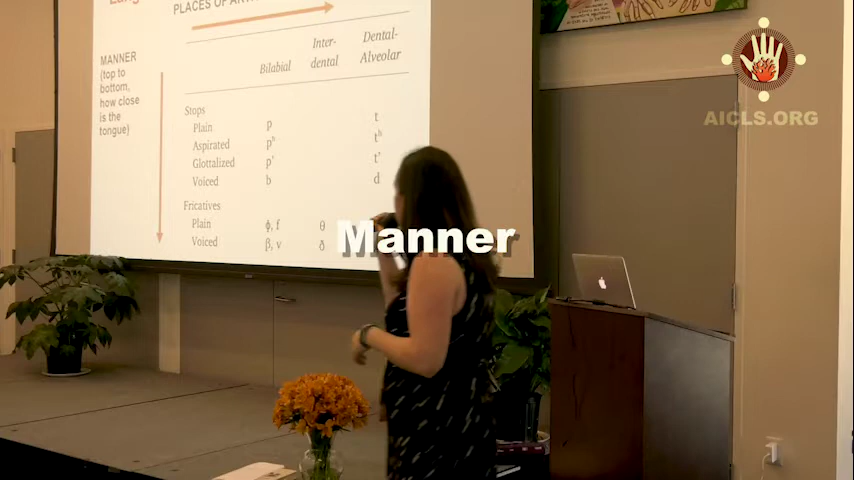 PLACES OF
MANNER
(top to
bottom,
how close
is the
tongue)
Bilabial
Inter-
dental
Dental-
Alveolar
Stops
Plain p t
Aspirated pʰ tʰ
Glottalized p’ t’
Voiced b d
Fricatives
Plain ɸ, f θ
Voiced β, v ð
Manner
AICLS.ORG